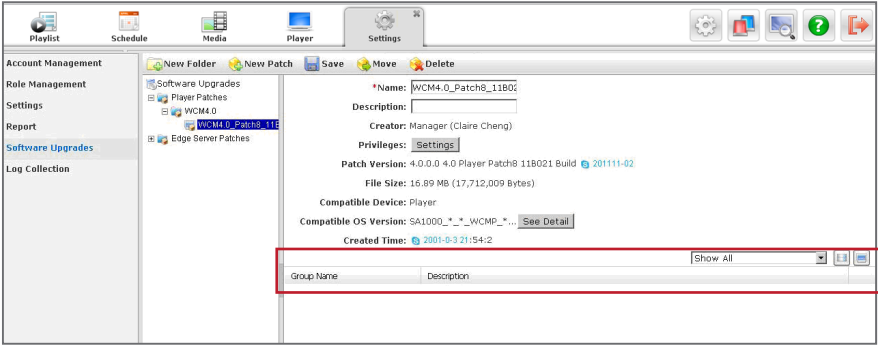 Playlist Schedule Media Player Settings
Account Management
Role Management
Settings
Report
Software Upgrades
Log Collection
New Folder New Patch Save Move Delete
Software Upgrades
Player Patches
WCM4.0
WCM4.0_Patch8_11B
Edge Server Patches
*Name: WCM4.0_Patch8_11B02
Description:
Creator: Manager (Claire Cheng)
Privileges: Settings
Patch Version: 4.0.0.0 4.0 Player Patch8 11B021 Build 201111-02
File Size: 16.89 MB (17,712,009 Bytes)
Compatible Device: Player
Compatible OS Version: SA1000_*_*_WCMP_*... See Detail
Created Time: 2001-0-3 21:54:2
Show All
Group Name Description